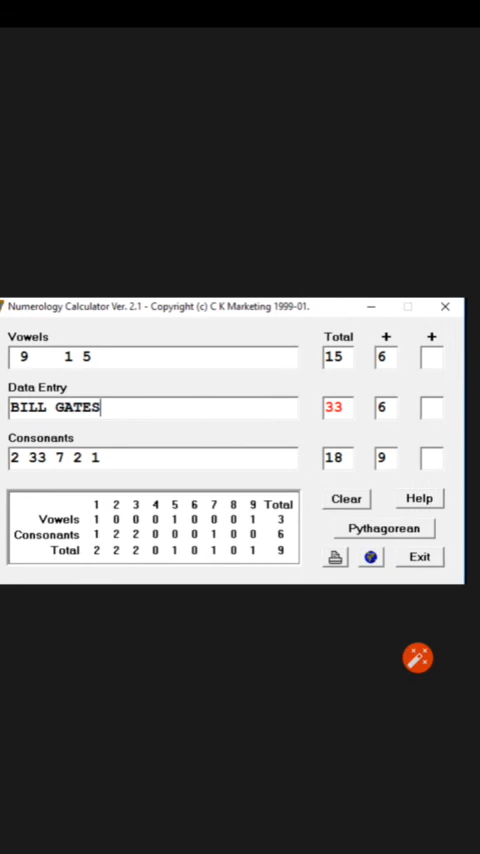 Numerology Calculator Ver. 2.1 - Copyright (c) C K Marketing 1999-01.
Vowels Total + +
9 1 5 15 6
Data Entry
BILL GATES 33 6
Consonants
2 33 7 2 1 18 9
1 2 3 4 5 6 7 8 9 Total
Vowels 1 0 0 0 1 0 0 0 1 3
Consonants 1 2 2 0 0 0 1 0 0 6
Total 2 2 2 0 1 0 1 0 1 9
Clear Help
Pythagorean
Exit